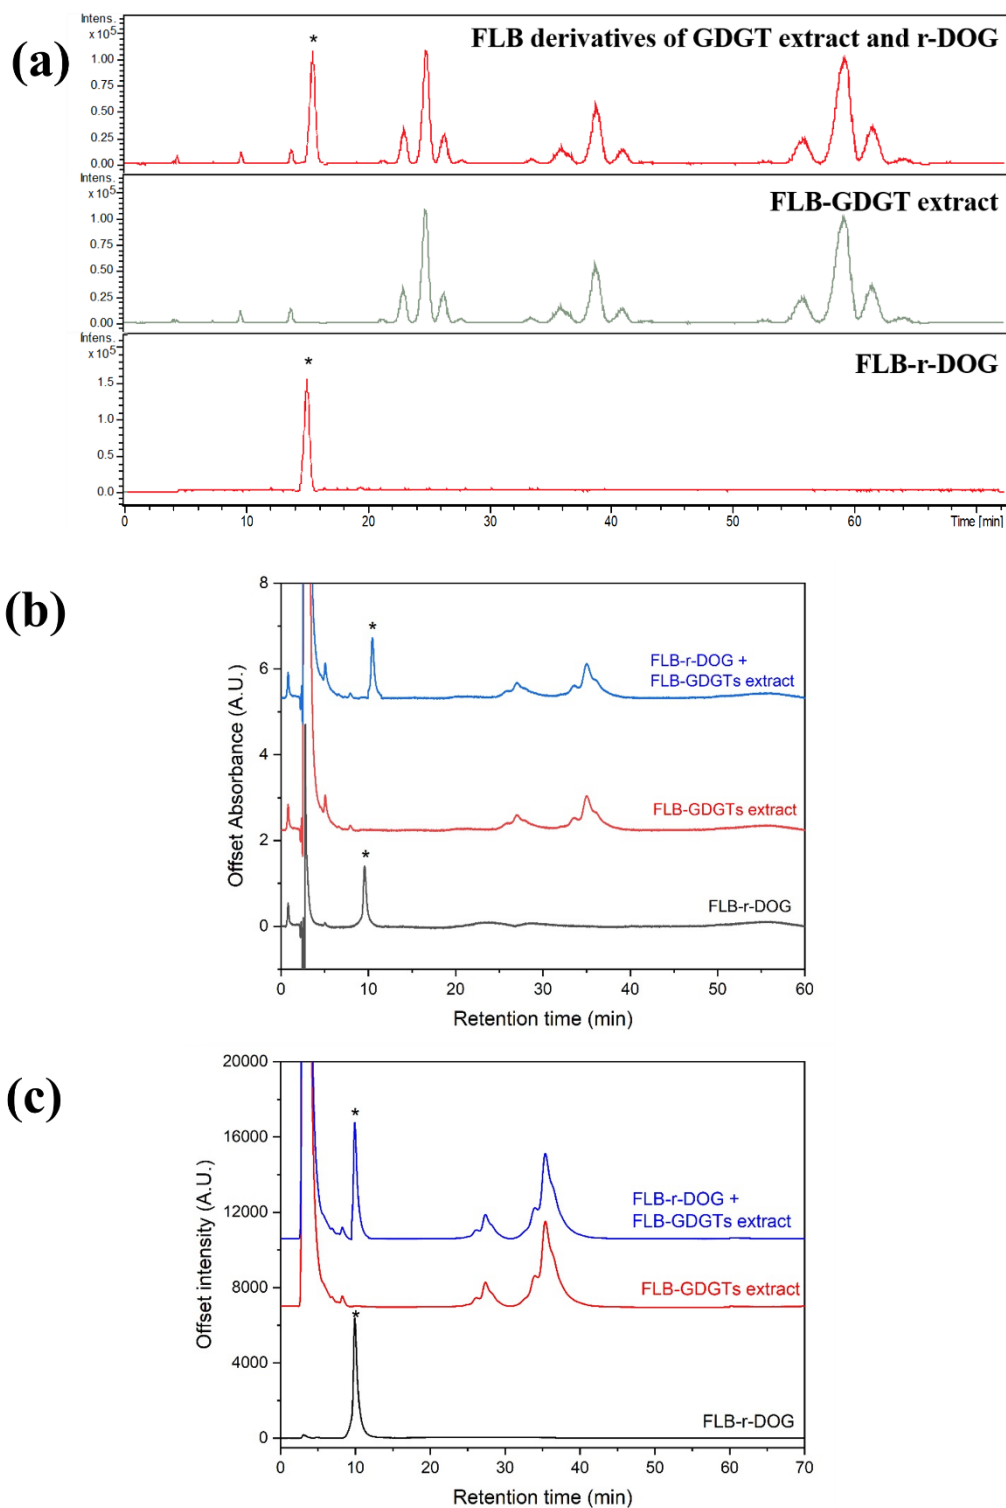 (a)
Intens.
x10⁵
*
FLB derivatives of GDGT extract and r-DOG
1.00
0.75
0.50
0.25
0.00
Intens.
x10⁵
FLB-GDGT extract
1.00
0.75
0.50
0.25
0.00
Intens.
x10⁵
*
FLB-r-DOG
1.5
1.0
0.5
0.0
0 10 20 30 40 50 60 Time [min]
(b)
8
6
4
2
0
Offset Absorbance (A.U.)
*
FLB-r-DOG +
FLB-GDGTs extract
FLB-GDGTs extract
*
FLB-r-DOG
0 10 20 30 40 50 60
Retention time (min)
(c)
20000
16000
12000
8000
4000
0
Offset intensity (A.U.)
*
FLB-r-DOG +
FLB-GDGTs extract
FLB-GDGTs extract
*
FLB-r-DOG
0 10 20 30 40 50 60 70
Retention time (min)